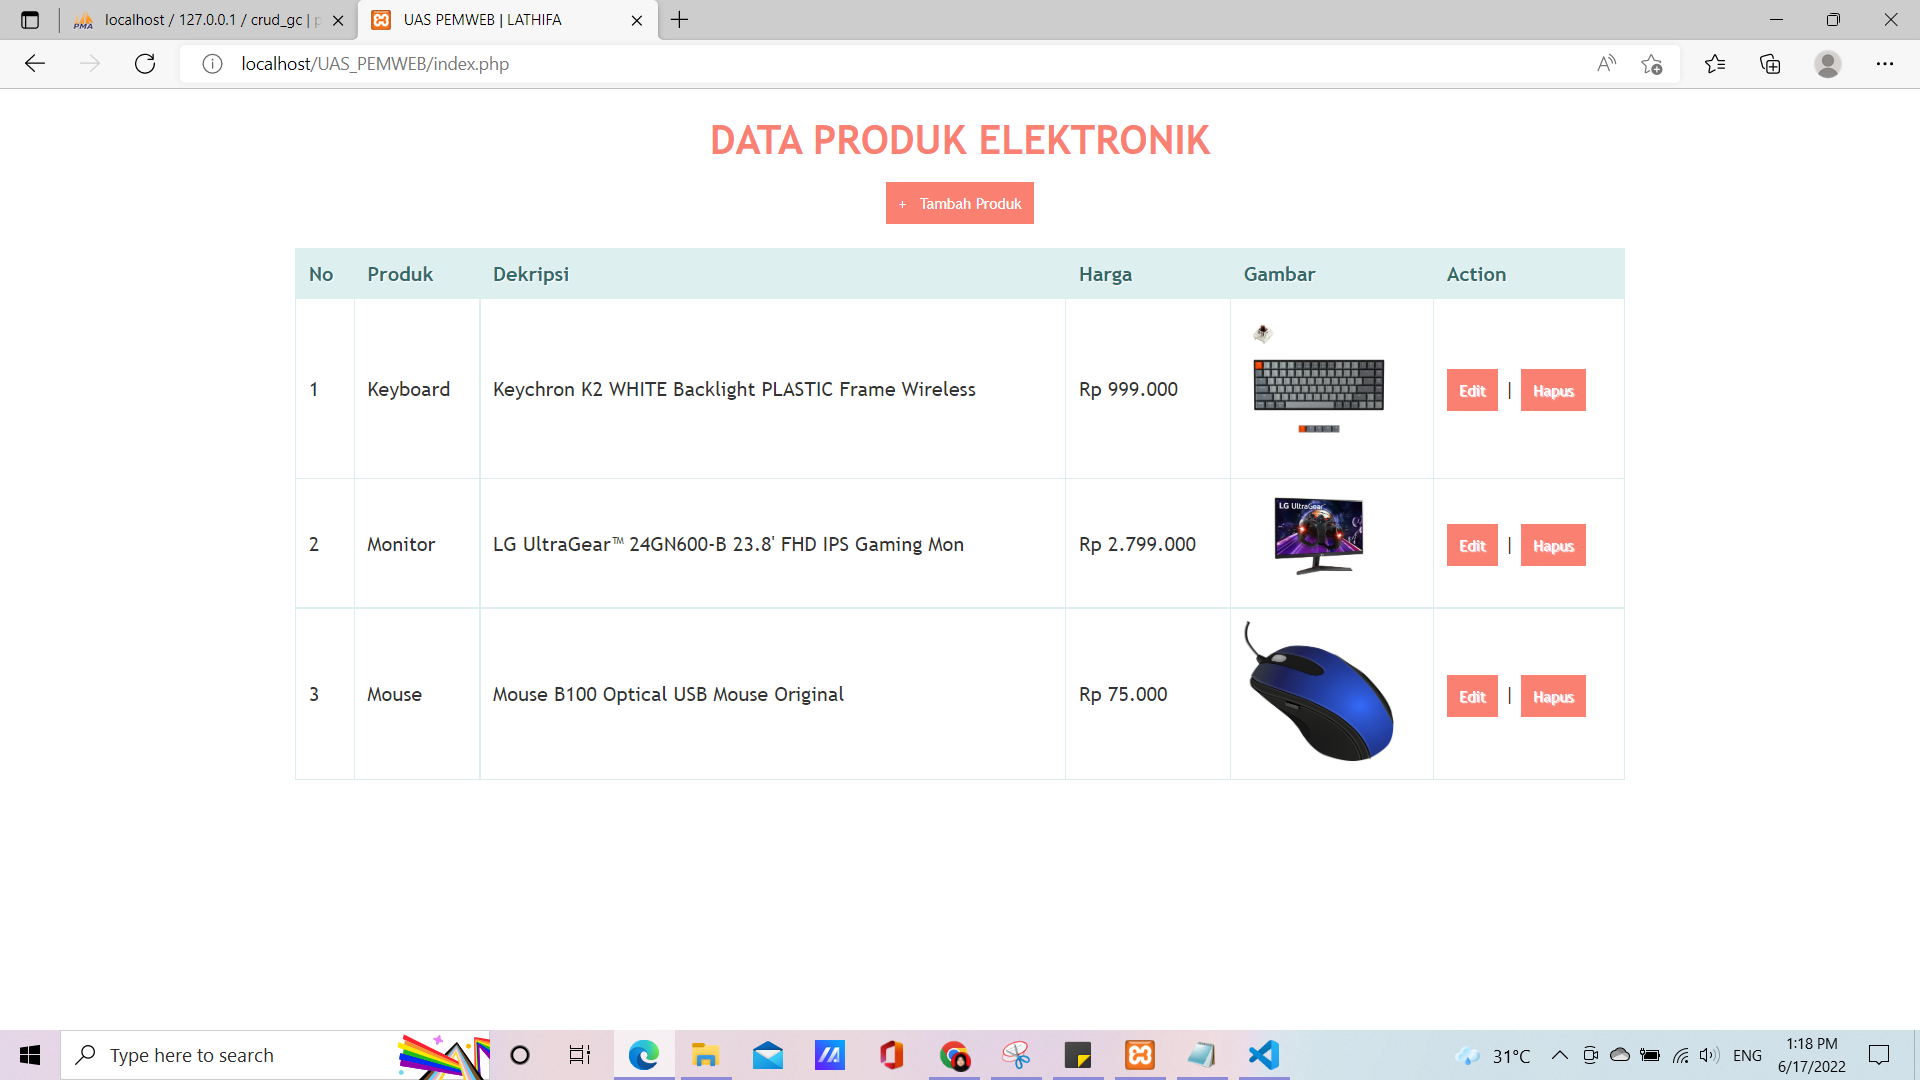 localhost / 127.0.0.1 / crud_gc | p
UAS PEMWEB | LATHIFA
localhost/UAS_PEMWEB/index.php
DATA PRODUK ELEKTRONIK
+ Tambah Produk
No Produk Dekripsi Harga Gambar Action
1 Keyboard Keychron K2 WHITE Backlight PLASTIC Frame Wireless Rp 999.000 Edit | Hapus
LG UltraGear
2 Monitor LG UltraGear™ 24GN600-B 23.8' FHD IPS Gaming Mon Rp 2.799.000 Edit | Hapus
3 Mouse Mouse B100 Optical USB Mouse Original Rp 75.000 Edit | Hapus
Type here to search
31°C
ENG
1:18 PM
6/17/2022